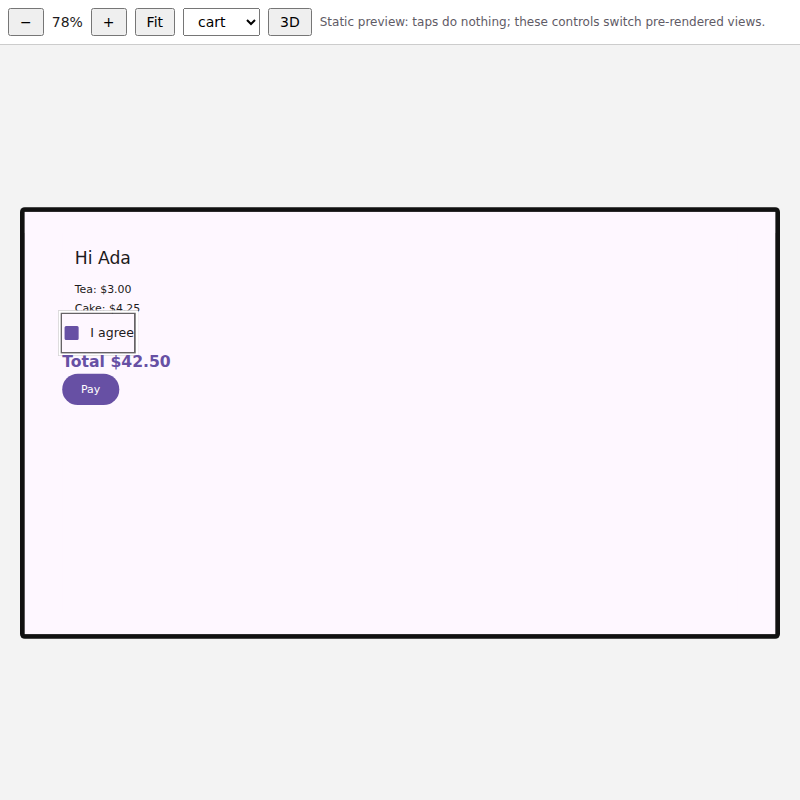 − 78% + Fit cart 3D Static preview: taps do nothing; these controls switch pre-rendered views.
Hi Ada
Tea: $3.00
Cake: $4.25
I agree
Total $42.50
Pay